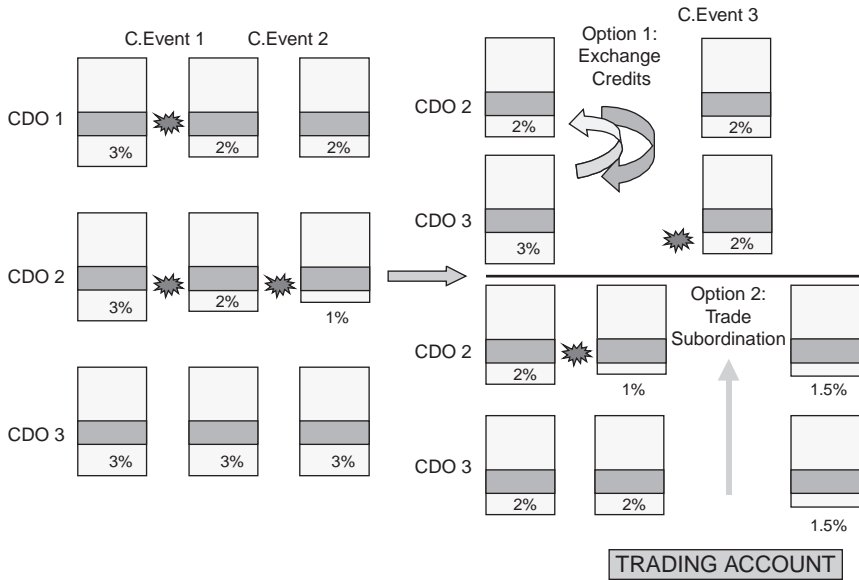 C.Event 1
C.Event 2
CDO 1
3%
2%
2%
CDO 2
3%
2%
1%
CDO 3
3%
3%
3%
C.Event 3
Option 1:
Exchange
Credits
CDO 2
2%
2%
CDO 3
3%
2%
Option 2:
Trade
Subordination
CDO 2
2%
1%
1.5%
CDO 3
2%
2%
1.5%
TRADING ACCOUNT